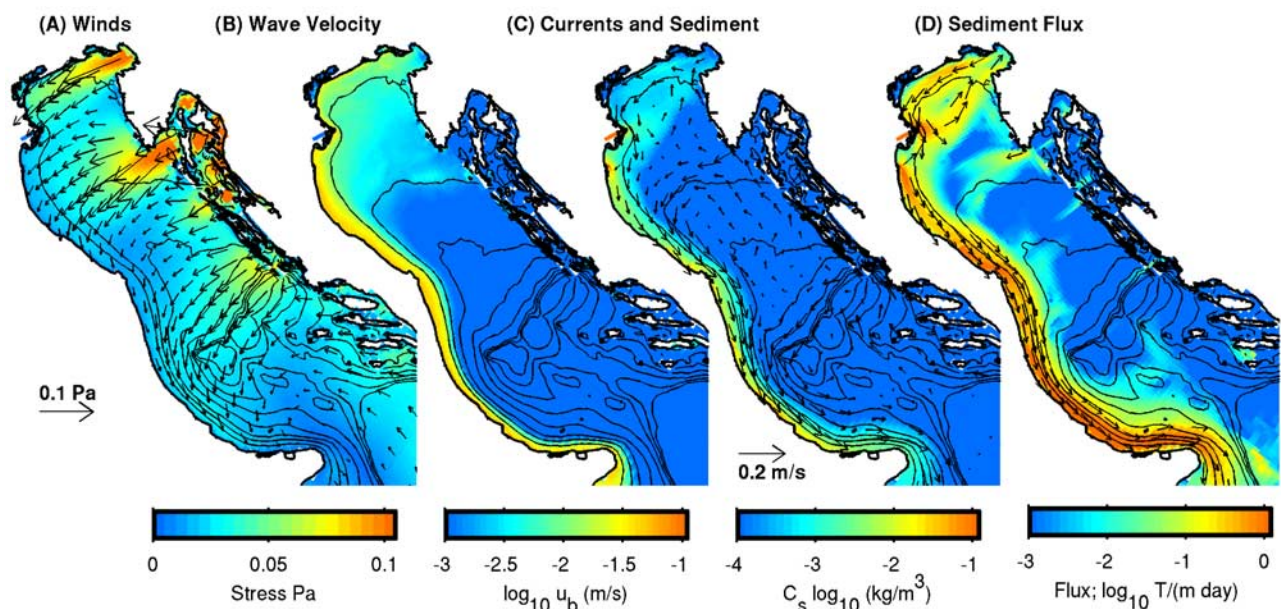 (A) Winds
(B) Wave Velocity
(C) Currents and Sediment
(D) Sediment Flux
0.1 Pa
0.2 m/s
0 0.05 0.1
Stress Pa
-3 -2.5 -2 -1.5 -1
log10 u_b (m/s)
-4 -3 -2 -1
C_s log10 (kg/m³)
-3 -2 -1 0
Flux; log10 T/(m day)